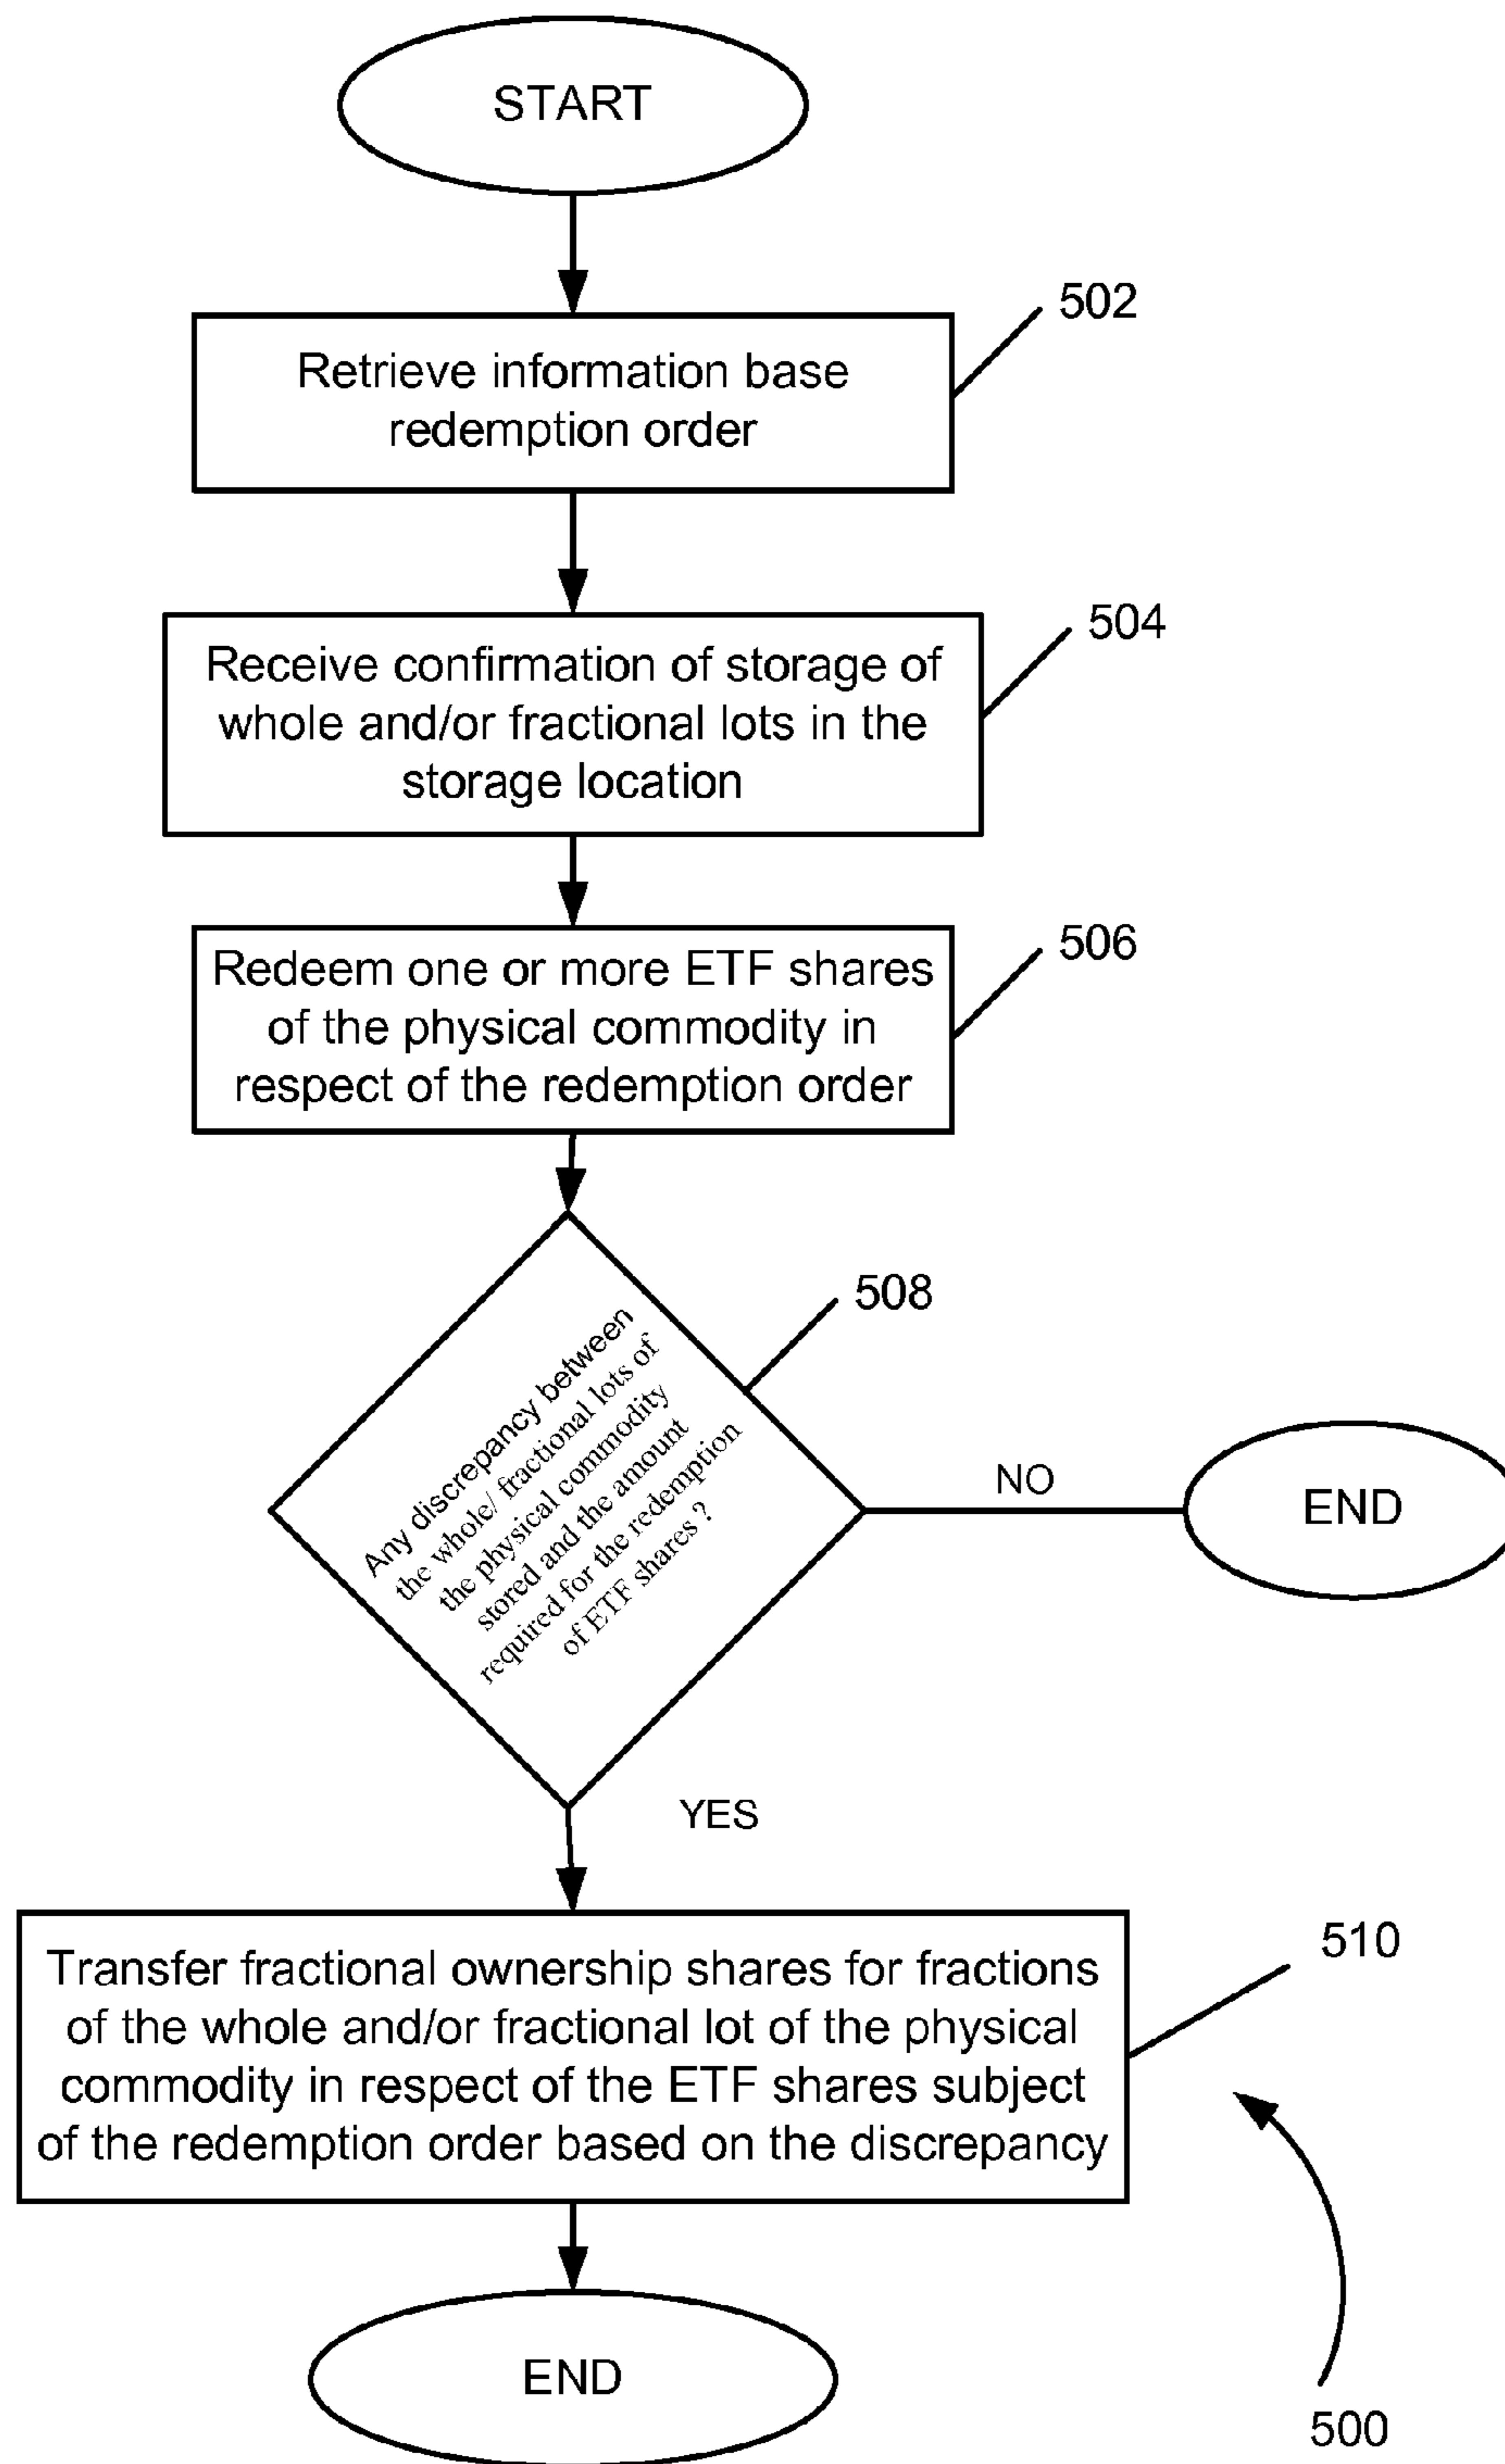 START
502
Retrieve information base
redemption order
504
Receive confirmation of storage of
whole and/or fractional lots in the
storage location
506
Redeem one or more ETF shares
of the physical commodity in
respect of the redemption order
508
Any discrepancy between
the whole/ fractional lots of
the physical commodity
stored and the amount
required for the redemption
of ETF shares ?
NO
END
YES
510
Transfer fractional ownership shares for fractions
of the whole and/or fractional lot of the physical
commodity in respect of the ETF shares subject
of the redemption order based on the discrepancy
END
500